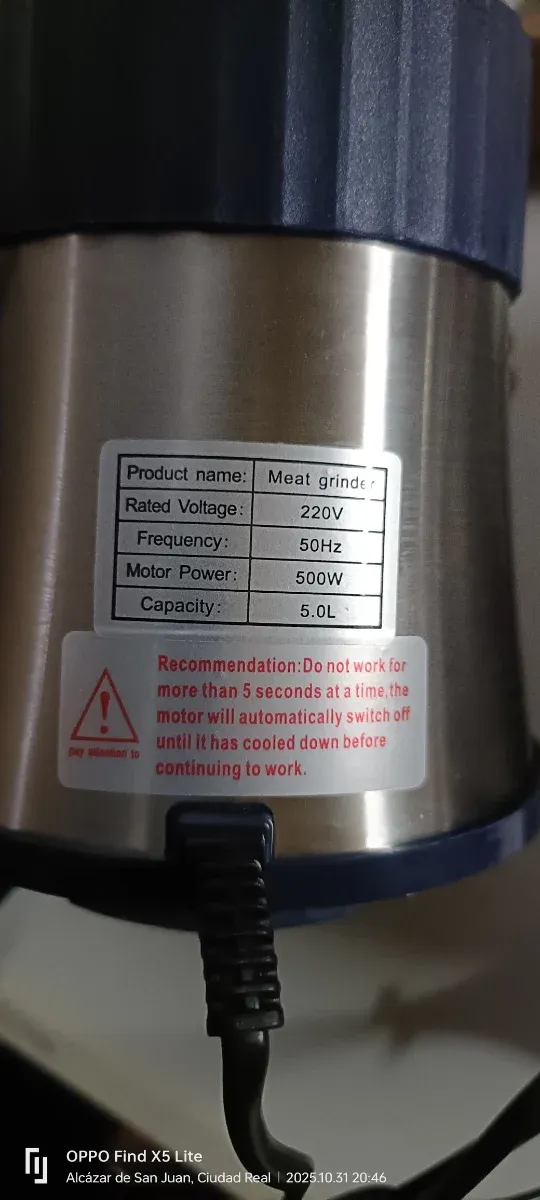 Product name: Meat grinder
Rated Voltage: 220V
Frequency: 50Hz
Motor Power: 500W
Capacity: 5.0L
Recommendation:Do not work for
more than 5 seconds at a time,the
motor will automatically switch off
until it has cooled down before
continuing to work.
pay attention to
OPPO Find X5 Lite
Alcázar de San Juan, Ciudad Real | 2025.10.31 20:46